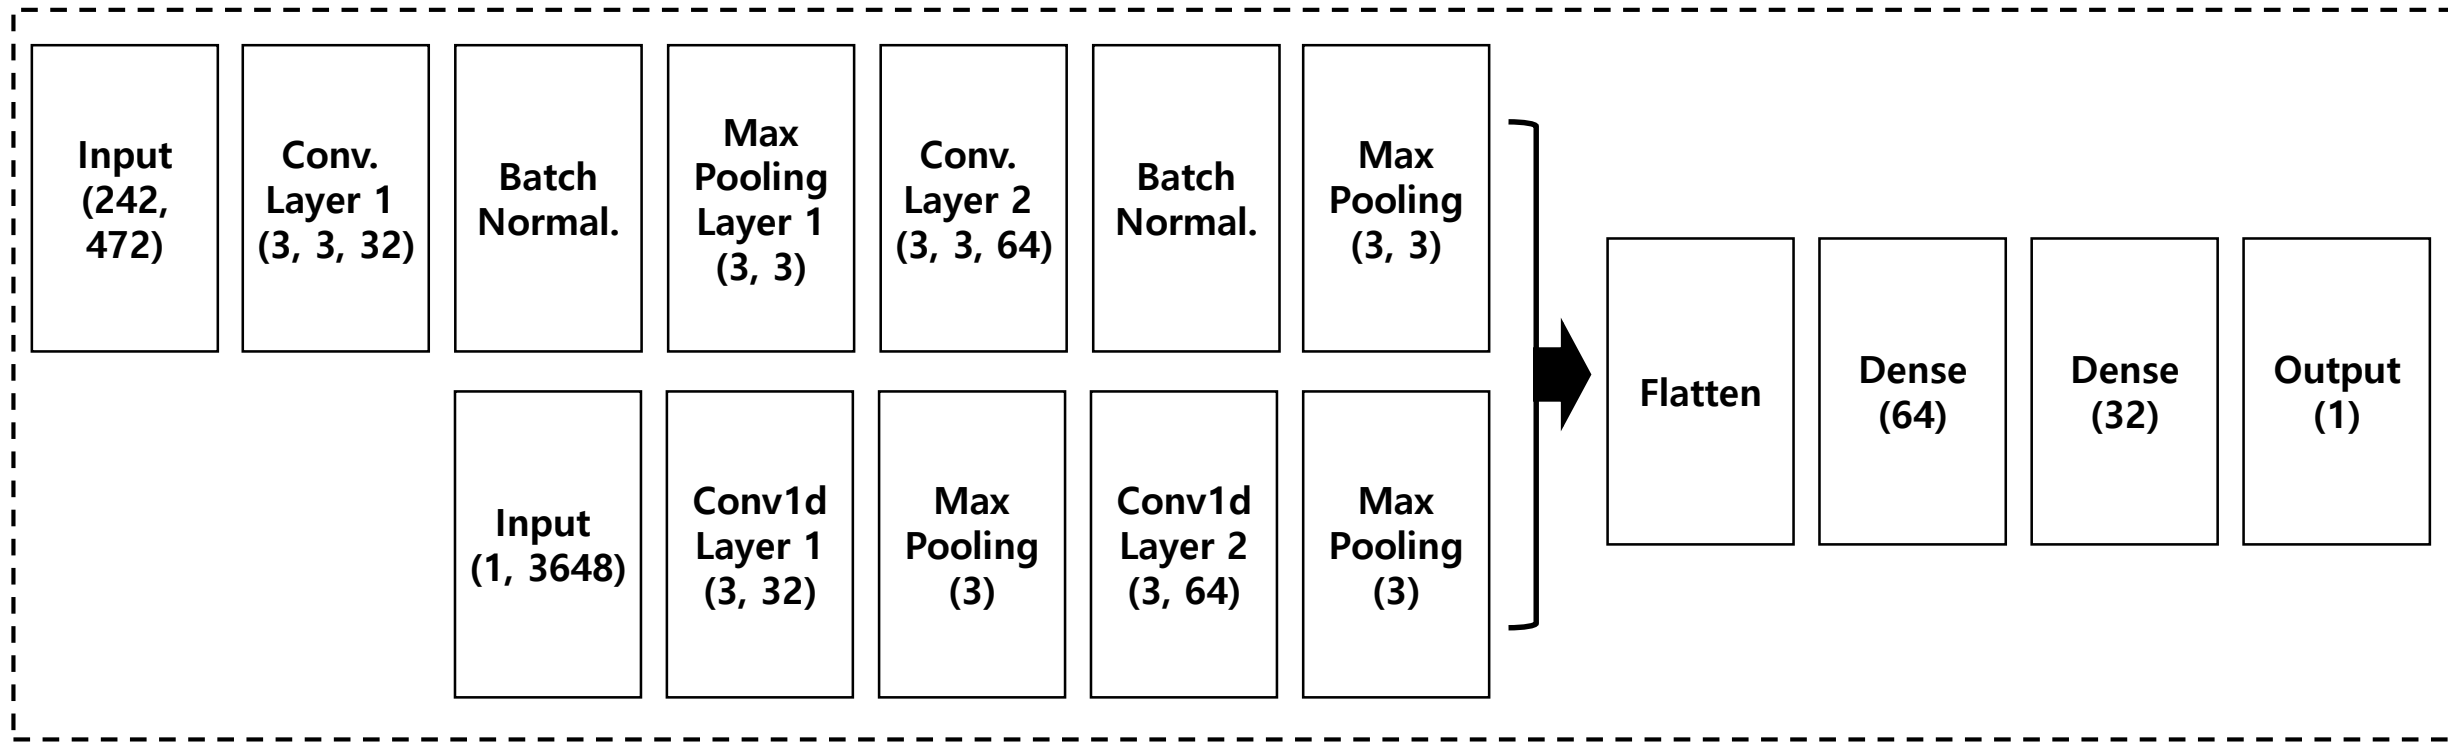 Input
(242,
472)
Conv.
Layer 1
(3, 3, 32)
Batch
Normal.
Max
Pooling
Layer 1
(3, 3)
Conv.
Layer 2
(3, 3, 64)
Batch
Normal.
Max
Pooling
(3, 3)
Input
(1, 3648)
Conv1d
Layer 1
(3, 32)
Max
Pooling
(3)
Conv1d
Layer 2
(3, 64)
Max
Pooling
(3)
Flatten
Dense
(64)
Dense
(32)
Output
(1)